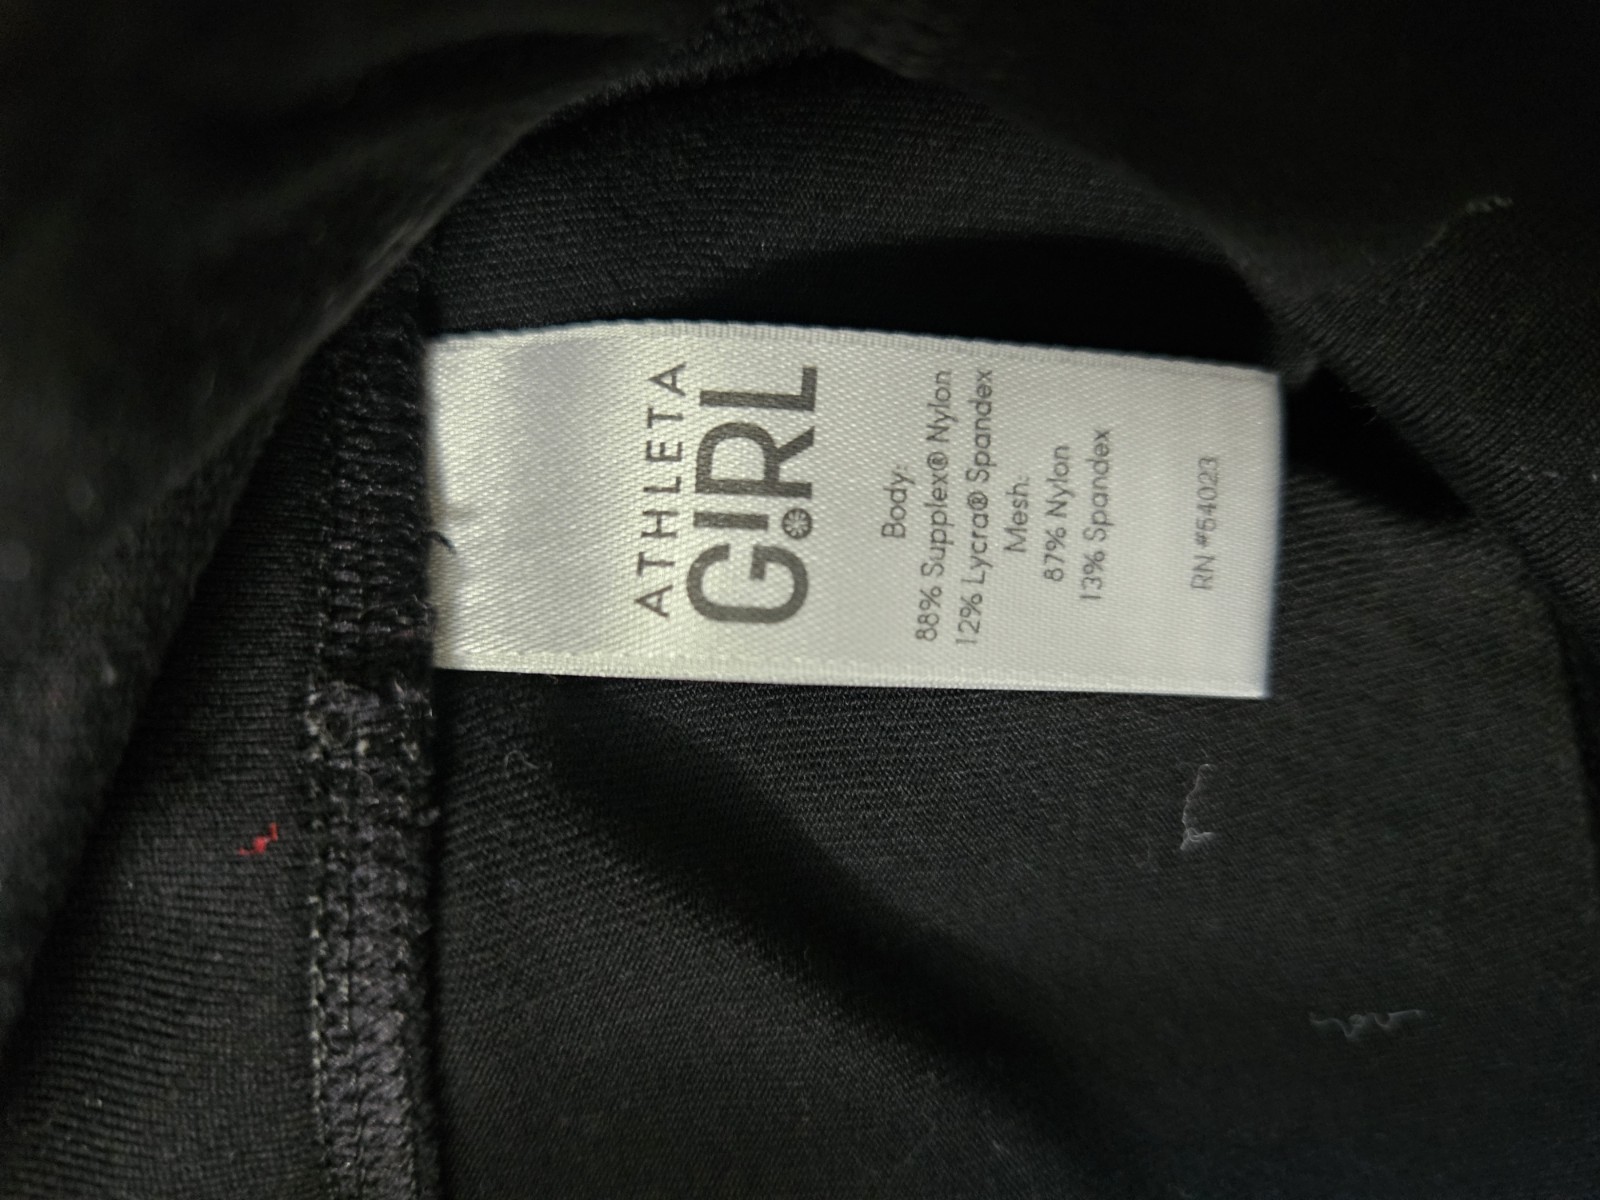 ATHLETA
GIRL
Body:
88% Supplex® Nylon
12% Lycra® Spandex
Mesh:
87% Nylon
13% Spandex
RN #54023